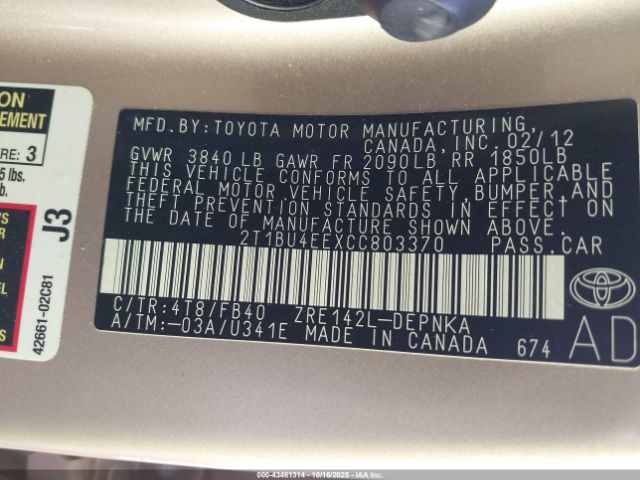 ON
EMENT
RE: 3
5 lbs.
b.
J3
42661-02C81
MFD.BY:TOYOTA MOTOR MANUFACTURING,
CANADA,INC.02/12
GVWR 3840LB GAWR FR 2090LB RR 1850LB
THIS VEHICLE CONFORMS TO ALL APPLICABLE
FEDERAL MOTOR VEHICLE SAFETY, BUMPER,AND
THEFT PREVENTION STANDARDS IN EFFECT ON
THE DATE OF MANUFACTURE SHOWN ABOVE.
2T1BU4EEXCC803370 PASS.CAR
C/TR:4T8/FB40 ZRE142L-DEPNKA
A/TM:-03A/U341E MADE IN CANADA 674
TOYOTA
AD
000-43461314 - 10/16/2025 - © Copyright IAA